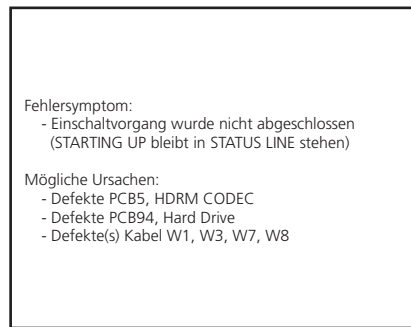 Fehlersymptom:
- Einschaltvorgang wurde nicht abgeschlossen
(STARTING UP bleibt in STATUS LINE stehen)
Mögliche Ursachen:
- Defekte PCB5, HDRM CODEC
- Defekte PCB94, Hard Drive
- Defekte(s) Kabel W1, W3, W7, W8